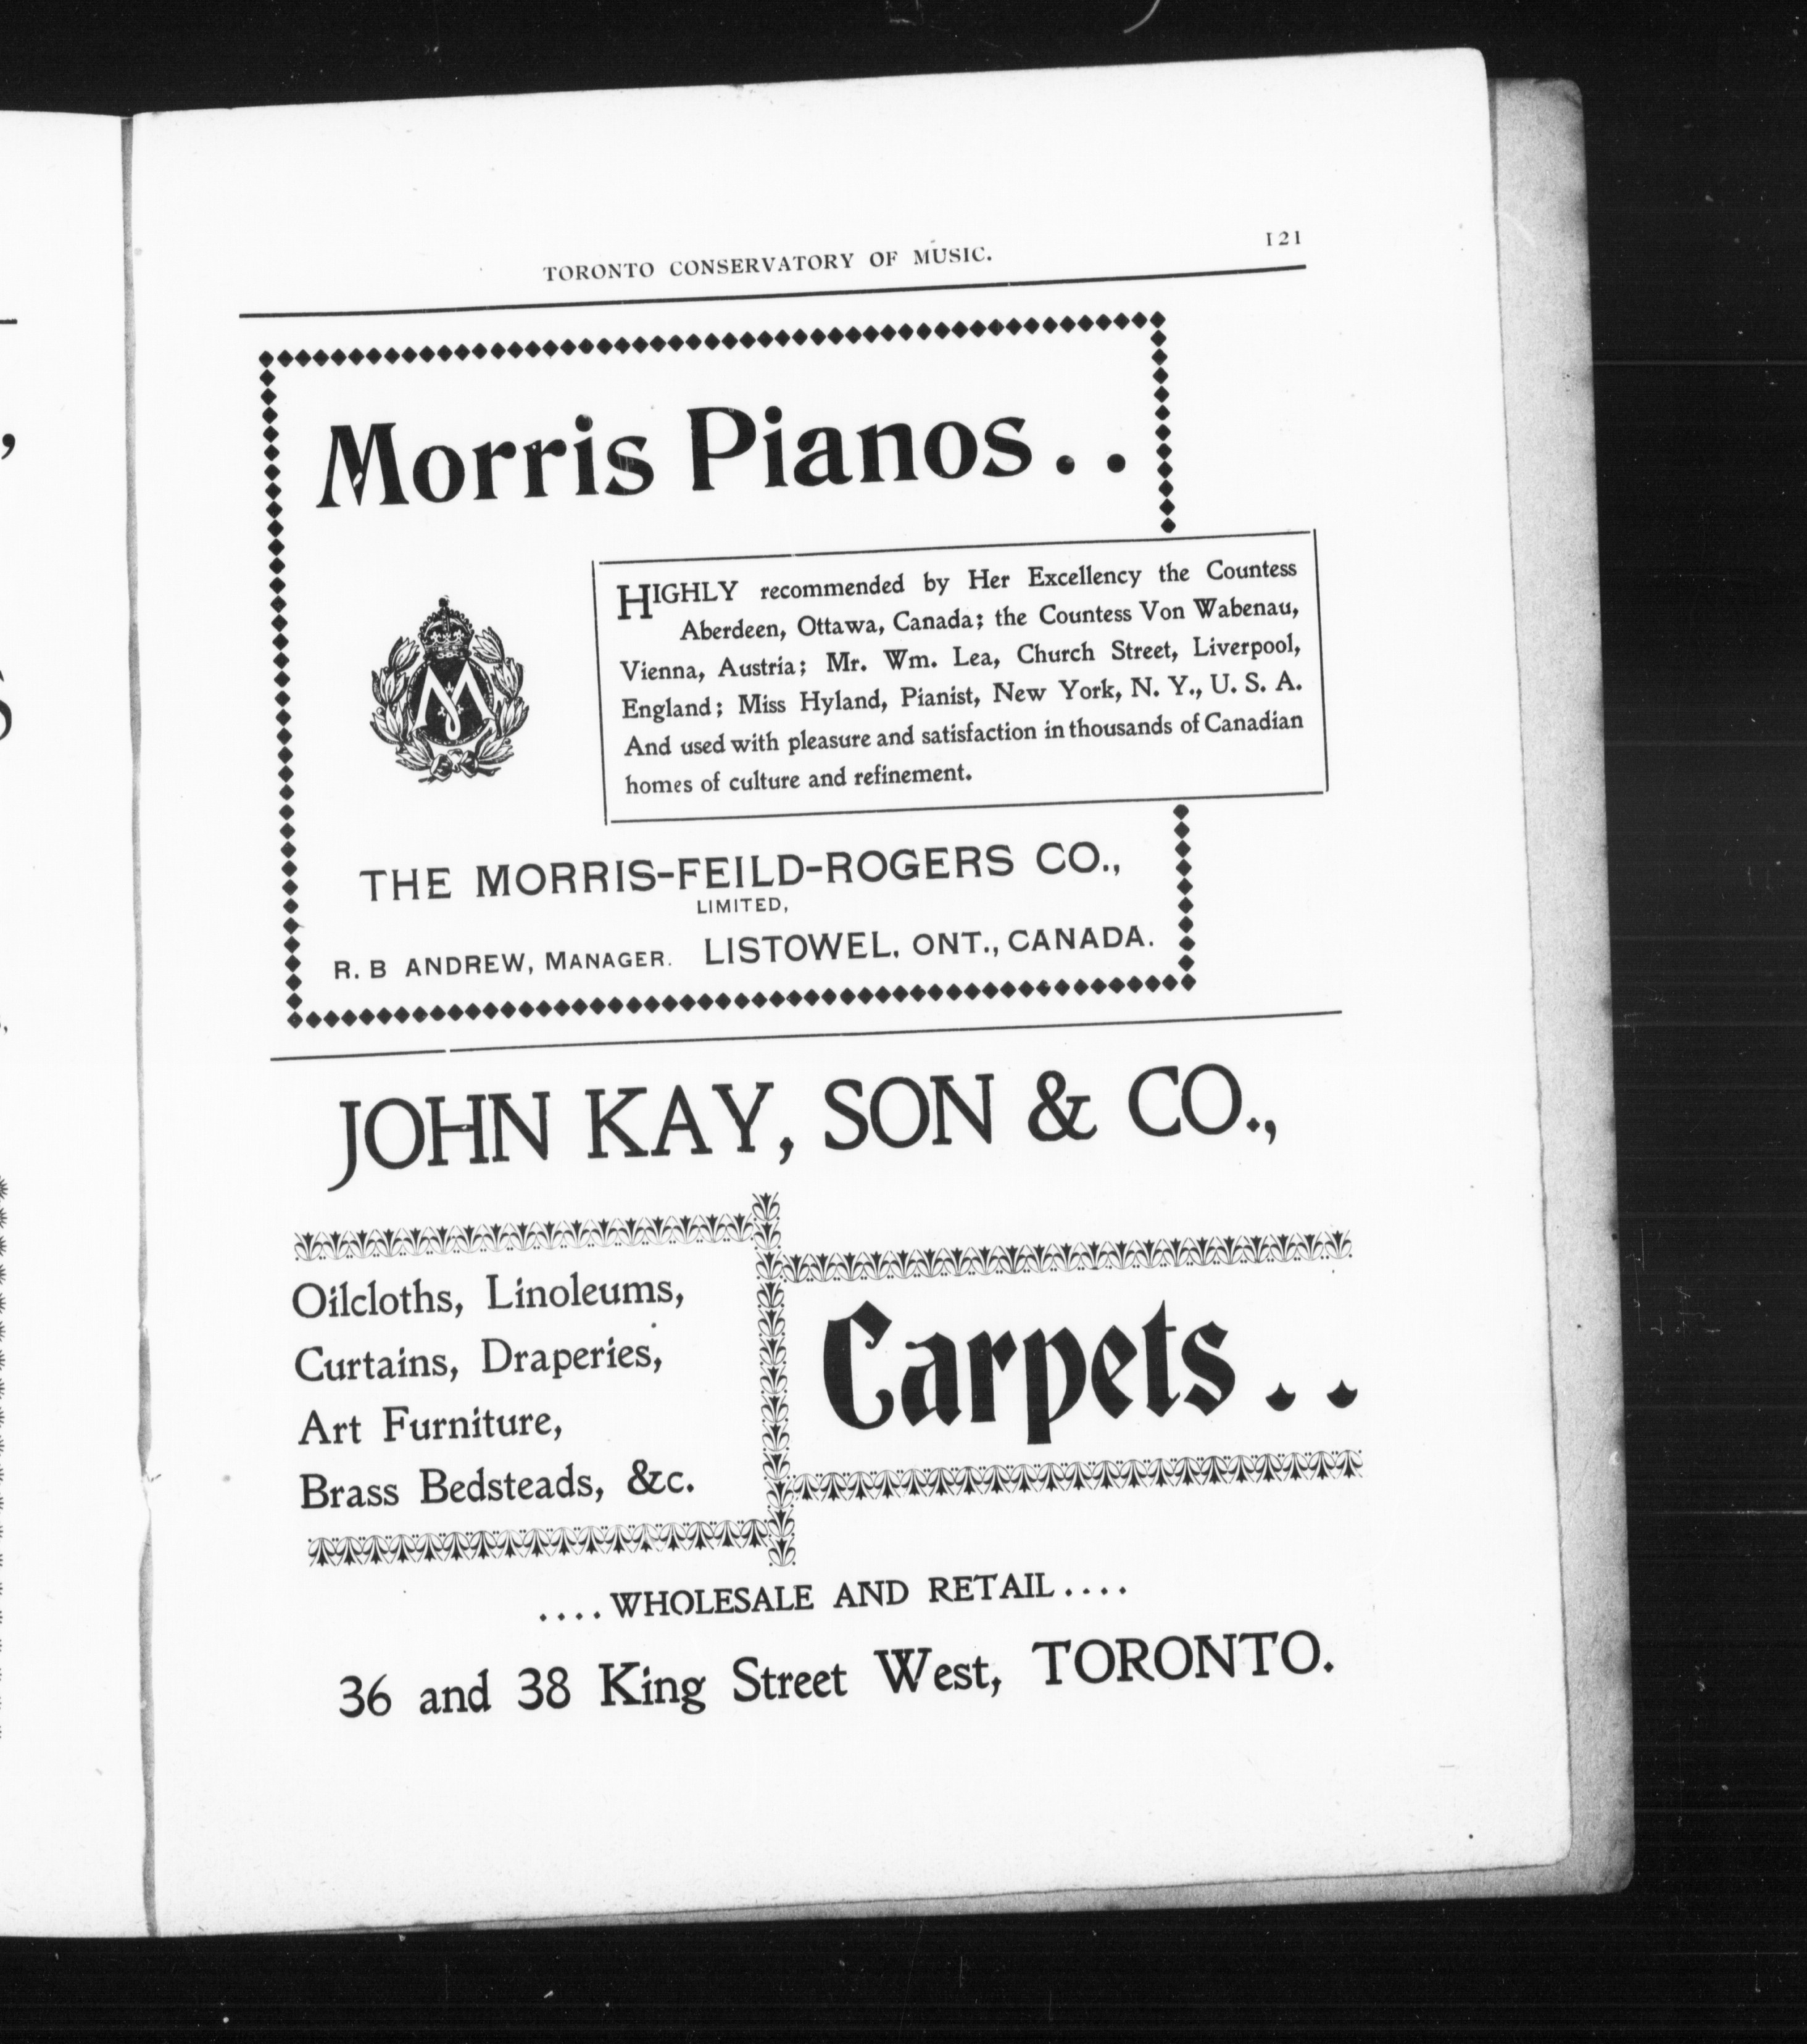 TORONTO CONSERVATORY OF MUSIC.
121
Morris Pianos..
HIGHLY recommended by Her Excellency the Countess
Aberdeen, Ottawa, Canada; the Countess Von Wabenau,
Vienna, Austria; Mr. Wm. Lea, Church Street, Liverpool,
England; Miss Hyland, Pianist, New York, N. Y., U. S. A.
And used with pleasure and satisfaction in thousands of Canadian
homes of culture and refinement.
M
THE MORRIS-FEILD-ROGERS CO.,
LIMITED,
R. B ANDREW, MANAGER. LISTOWEL, ONT., CANADA.
JOHN KAY, SON & CO.,
Oilcloths, Linoleums,
Curtains, Draperies,
Art Furniture,
Brass Bedsteads, &c.
Carpets..
....WHOLESALE AND RETAIL....
36 and 38 King Street West, TORONTO.